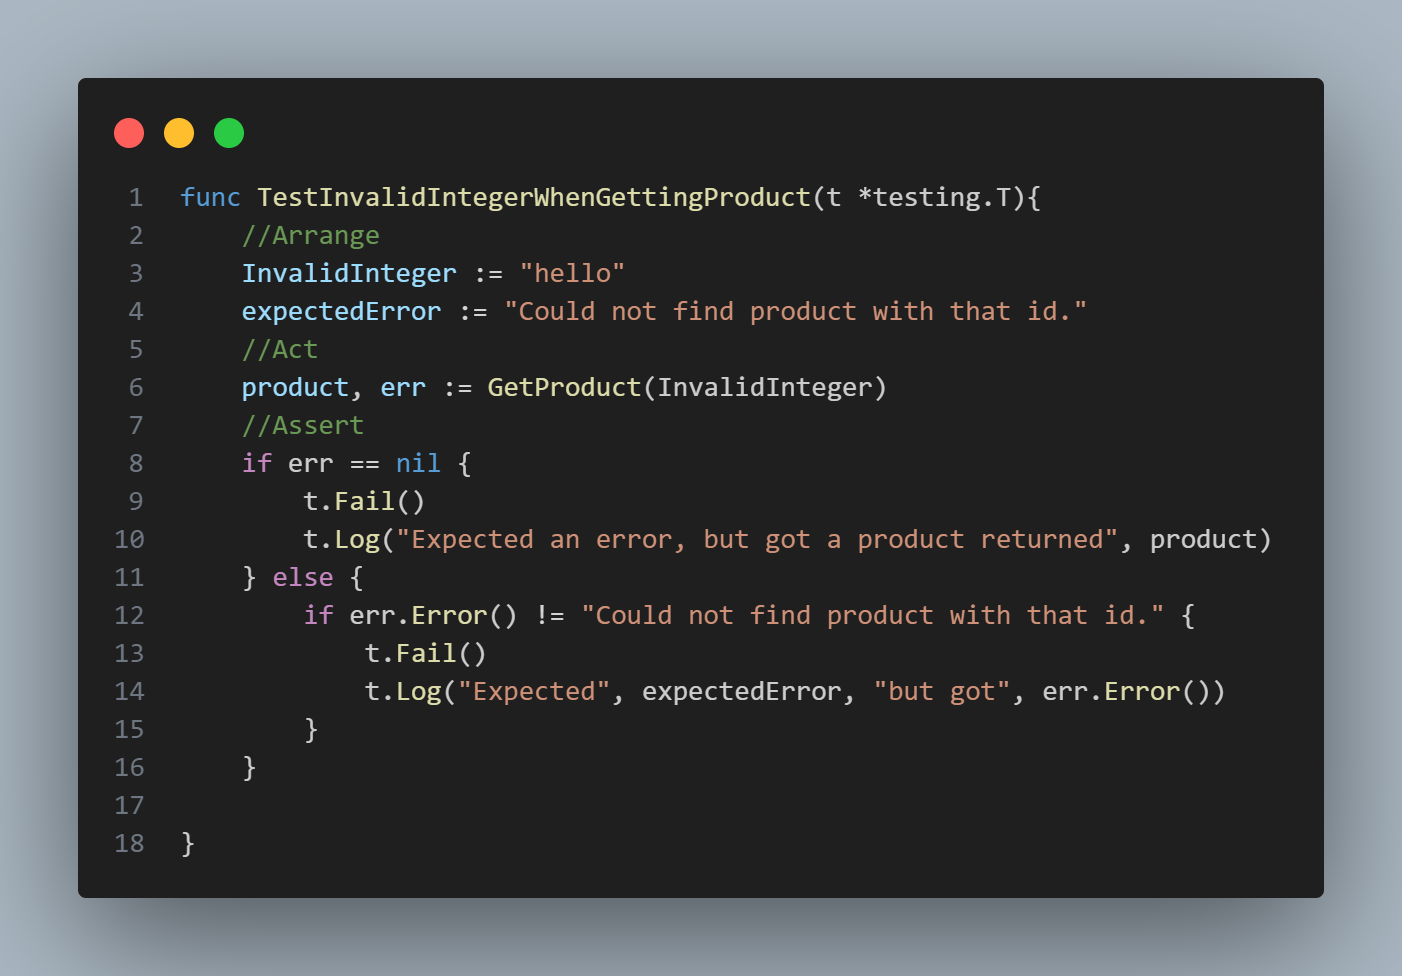 1 func TestInvalidIntegerWhenGettingProduct(t *testing.T){
2     //Arrange
3     InvalidInteger := "hello"
4     expectedError := "Could not find product with that id."
5     //Act
6     product, err := GetProduct(InvalidInteger)
7     //Assert
8     if err == nil {
9         t.Fail()
10         t.Log("Expected an error, but got a product returned", product)
11     } else {
12         if err.Error() != "Could not find product with that id." {
13             t.Fail()
14             t.Log("Expected", expectedError, "but got", err.Error())
15         }
16     }
17
18 }